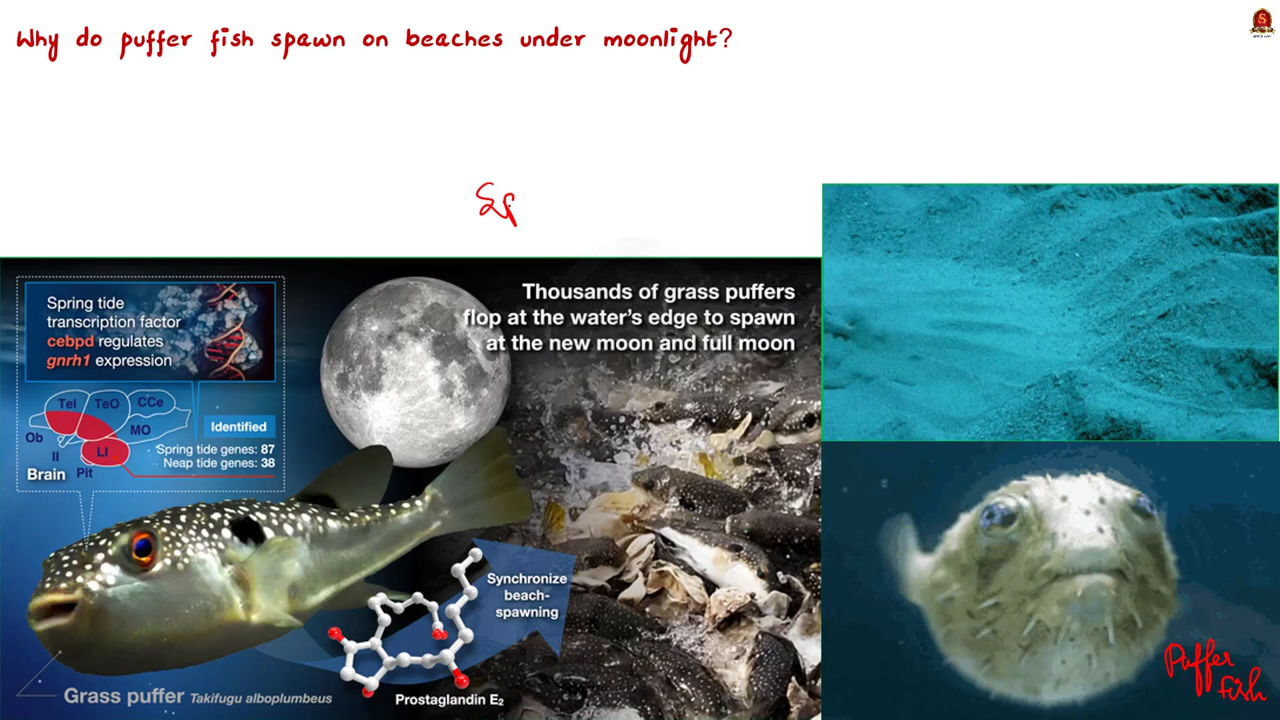 Why do puffer fish spawn on beaches under moonlight?
Spring tide
transcription factor
cebpd regulates
gnrh1 expression
Tel
TeO
CCe
MO
Ob
II
LI
Pit
Brain
Identified
Spring tide genes: 87
Neap tide genes: 38
Thousands of grass puffers
flop at the water's edge to spawn
at the new moon and full moon
Synchronize
beach-
spawning
Prostaglandin E₂
Grass puffer Takifugu alboplumbeus
Puffer
fish